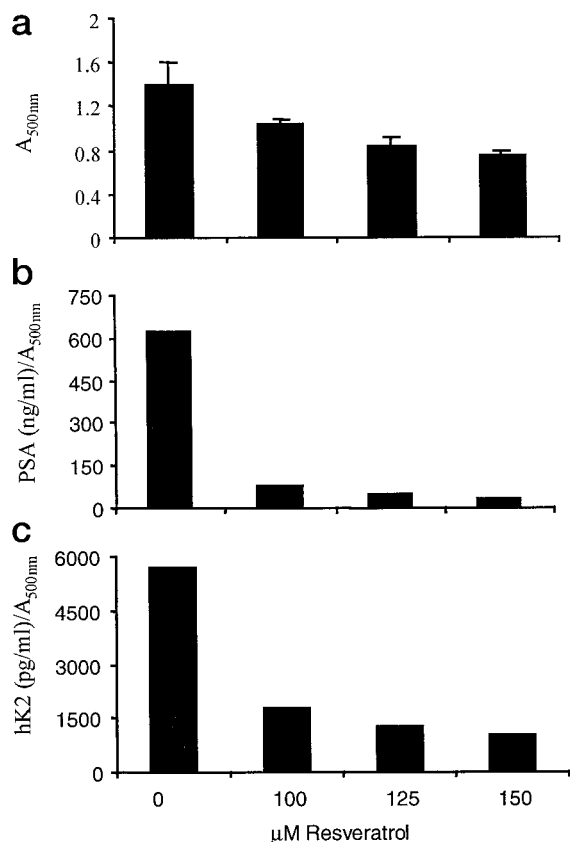 a
2
1.6
1.2
0.8
0.4
0
A500nm
b
750
600
450
300
150
0
PSA (ng/ml)/A500nm
c
6000
4500
3000
1500
0
hK2 (pg/ml)/A500nm
0 100 125 150
µM Resveratrol